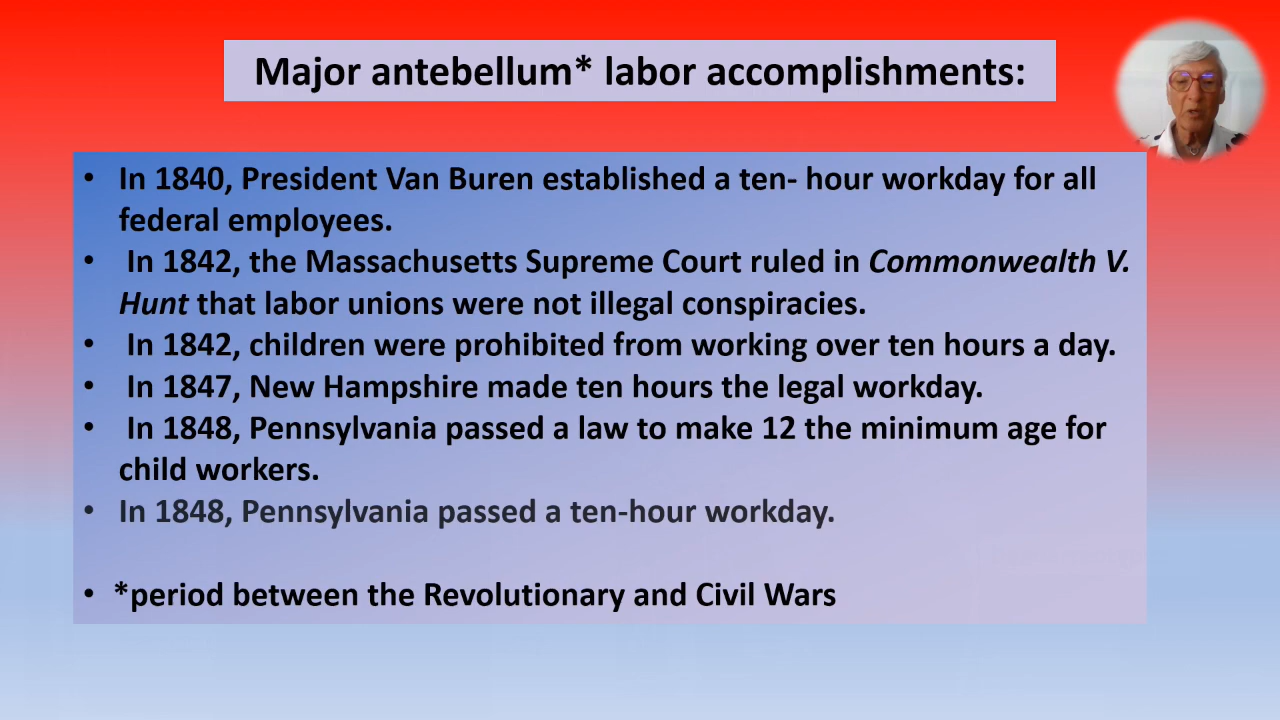 Major antebellum* labor accomplishments:
• In 1840, President Van Buren established a ten- hour workday for all
federal employees.
• In 1842, the Massachusetts Supreme Court ruled in Commonwealth V.
Hunt that labor unions were not illegal conspiracies.
• In 1842, children were prohibited from working over ten hours a day.
• In 1847, New Hampshire made ten hours the legal workday.
• In 1848, Pennsylvania passed a law to make 12 the minimum age for
child workers.
• In 1848, Pennsylvania passed a ten-hour workday.
• *period between the Revolutionary and Civil Wars